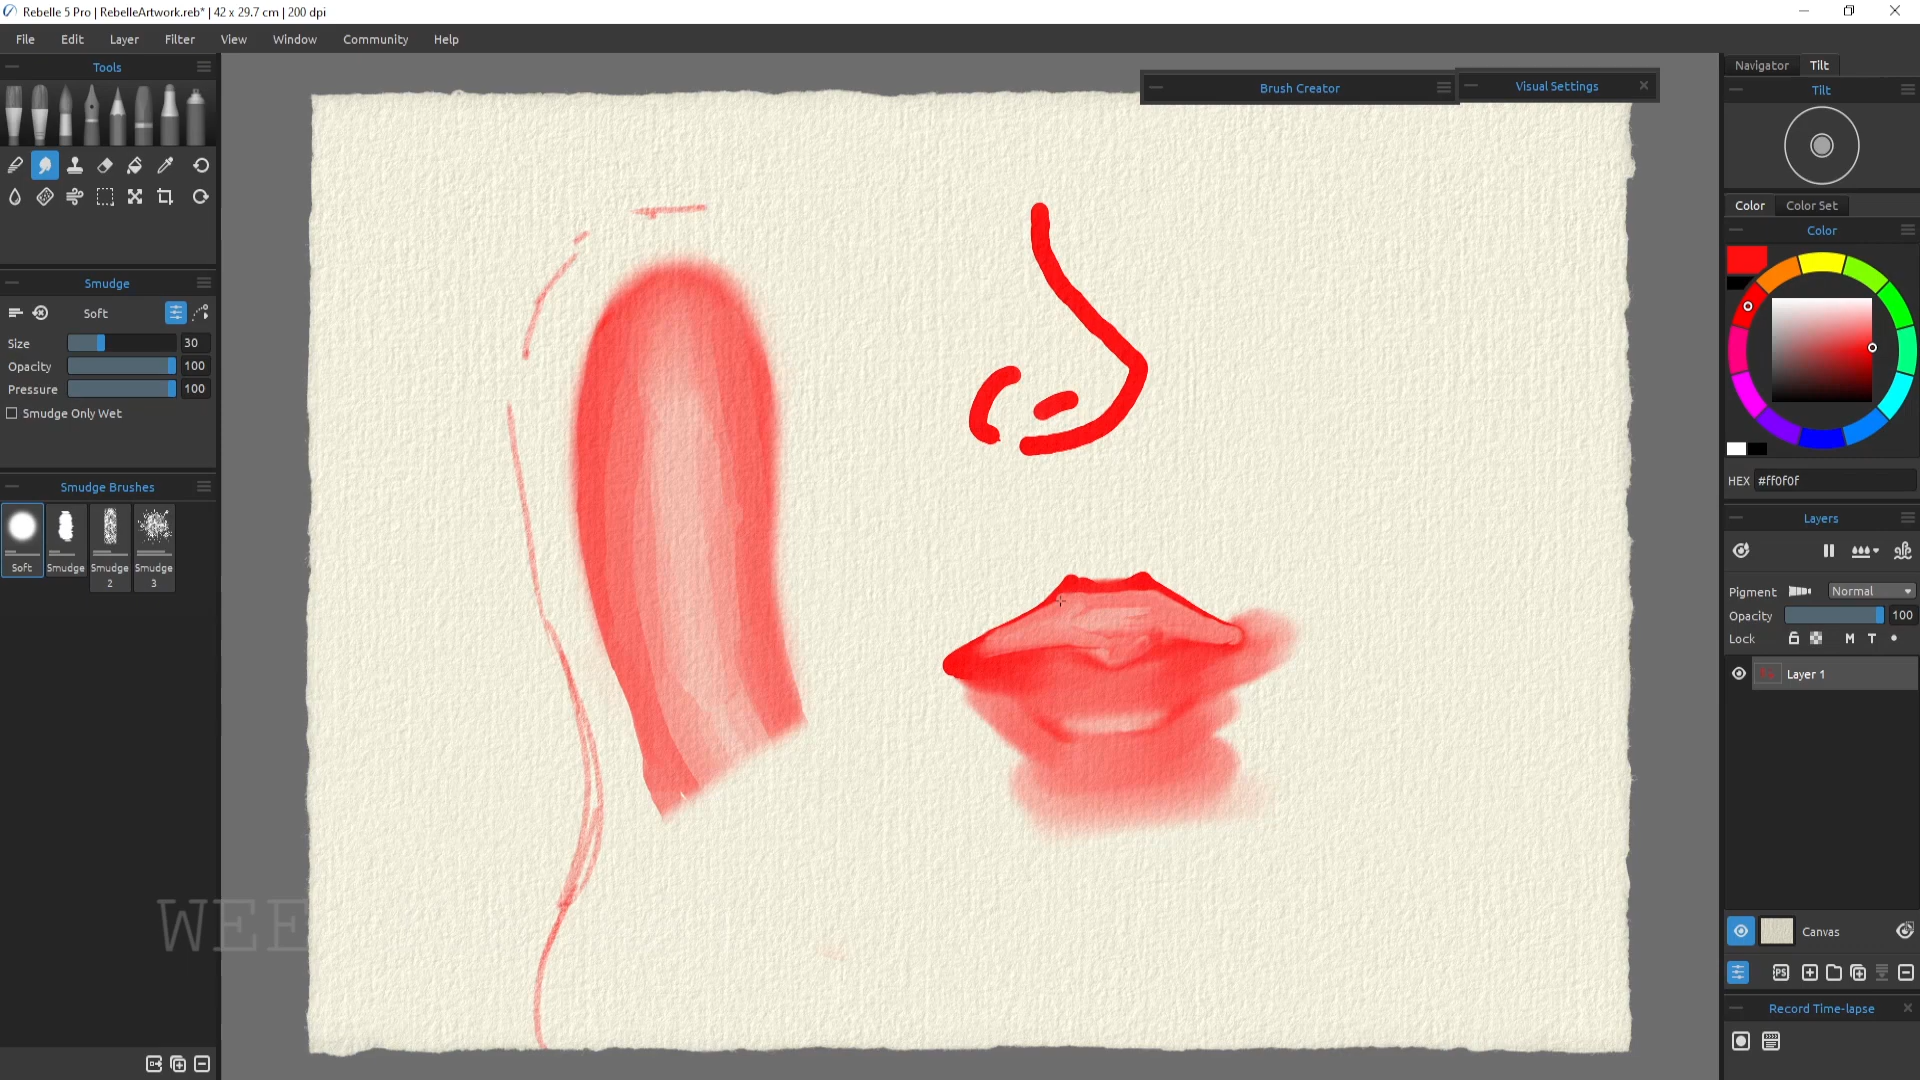 Rebelle 5 Pro | RebelleArtwork.reb* | 42 x 29.7 cm | 200 dpi
File Edit Layer Filter View Window Community Help
Tools
Smudge
Soft
Size 30
Opacity 100
Pressure 100
Smudge Only Wet
Smudge Brushes
Soft Smudge Smudge 2 Smudge 3
WEE
Brush Creator
Visual Settings
Navigator Tilt
Tilt
Color Color Set
Color
HEX #ff0f0f
Layers
Pigment Normal
Opacity 100
Lock M T
Layer 1
Canvas
PS
Record Time-lapse